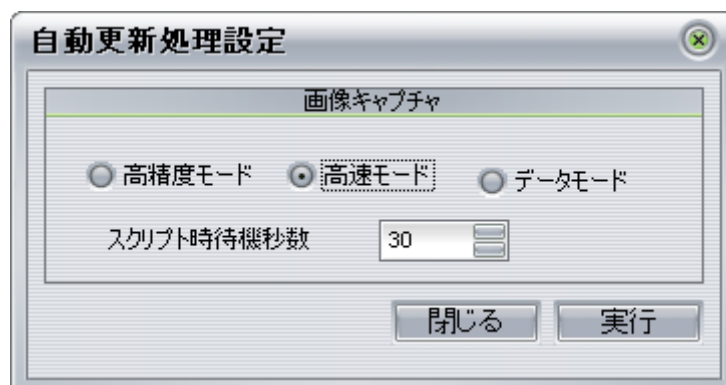 自動更新処理設定
画像キャプチャ
高精度モード 高速モード データモード
スクリプト時待機秒数 30
閉じる 実行